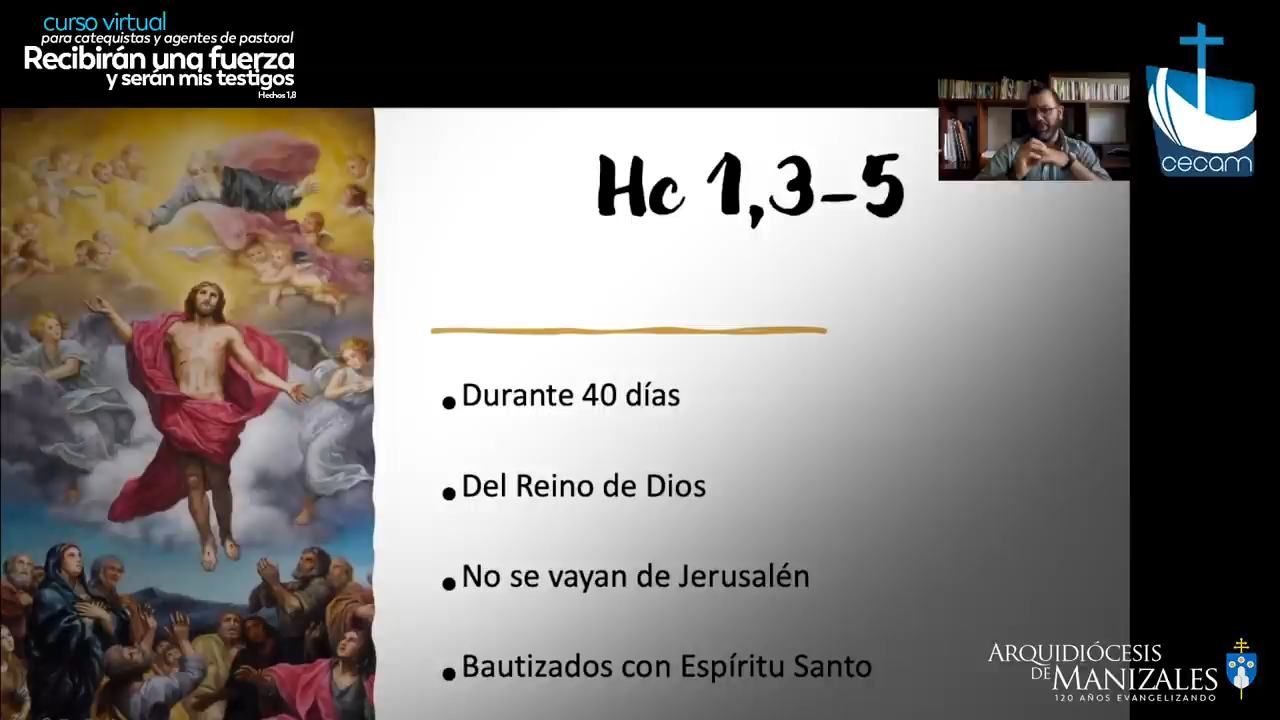 curso virtual
para catequistas y agentes de pastoral
Recibirán una fuerza
y serán mis testigos
Hechos 1,8
cecam
Hc 1,3-5
•Durante 40 días
•Del Reino de Dios
•No se vayan de Jerusalén
•Bautizados con Espíritu Santo
ARQUIDIÓCESIS
DE MANIZALES
120 AÑOS EVANGELIZANDO